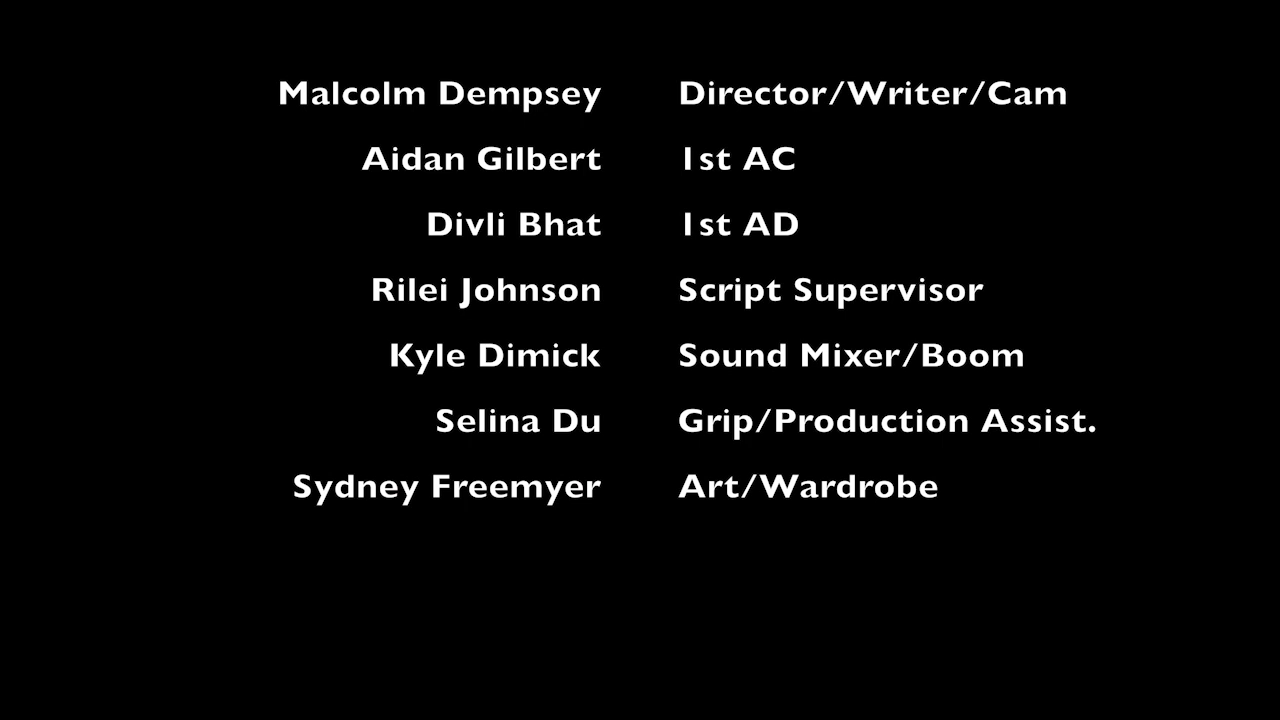 Malcolm Dempsey Director/Writer/Cam
Aidan Gilbert 1st AC
Divli Bhat 1st AD
Rilei Johnson Script Supervisor
Kyle Dimick Sound Mixer/Boom
Selina Du Grip/Production Assist.
Sydney Freemyer Art/Wardrobe